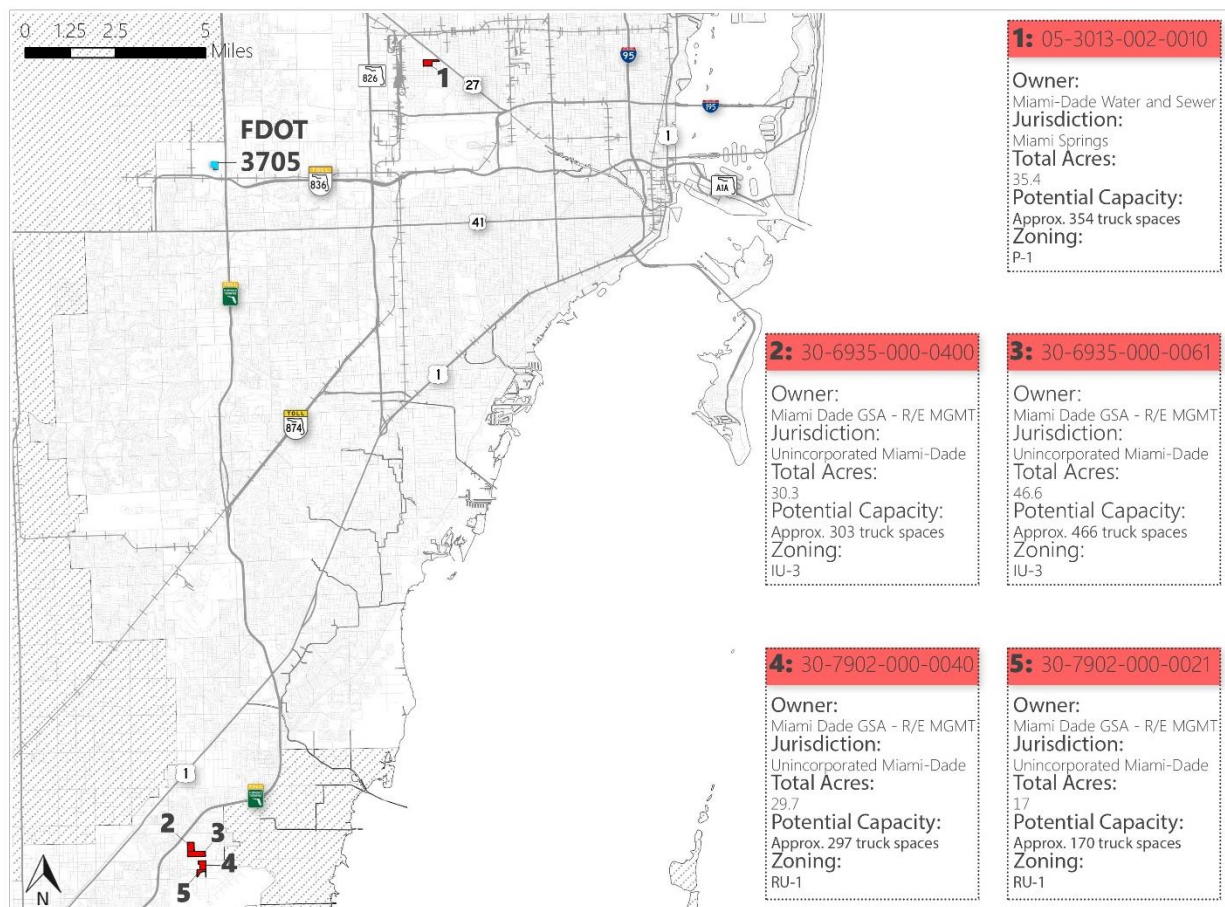 0 1.25 2.5 5
Miles
826
1
27
95
195
1
A1A
FDOT
3705
TOLL
836
41
TOLL
1
TOLL
874
1
TOLL
2
3
4
5
N
1: 05-3013-002-0010
Owner:
Miami-Dade Water and Sewer
Jurisdiction:
Miami Springs
Total Acres:
35.4
Potential Capacity:
Approx. 354 truck spaces
Zoning:
P-1
2: 30-6935-000-0400
Owner:
Miami Dade GSA - R/E MGMT
Jurisdiction:
Unincorporated Miami-Dade
Total Acres:
30.3
Potential Capacity:
Approx. 303 truck spaces
Zoning:
IU-3
3: 30-6935-000-0061
Owner:
Miami Dade GSA - R/E MGMT
Jurisdiction:
Unincorporated Miami-Dade
Total Acres:
46.6
Potential Capacity:
Approx. 466 truck spaces
Zoning:
IU-3
4: 30-7902-000-0040
Owner:
Miami Dade GSA - R/E MGMT
Jurisdiction:
Unincorporated Miami-Dade
Total Acres:
29.7
Potential Capacity:
Approx. 297 truck spaces
Zoning:
RU-1
5: 30-7902-000-0021
Owner:
Miami Dade GSA - R/E MGMT
Jurisdiction:
Unincorporated Miami-Dade
Total Acres:
17
Potential Capacity:
Approx. 170 truck spaces
Zoning:
RU-1